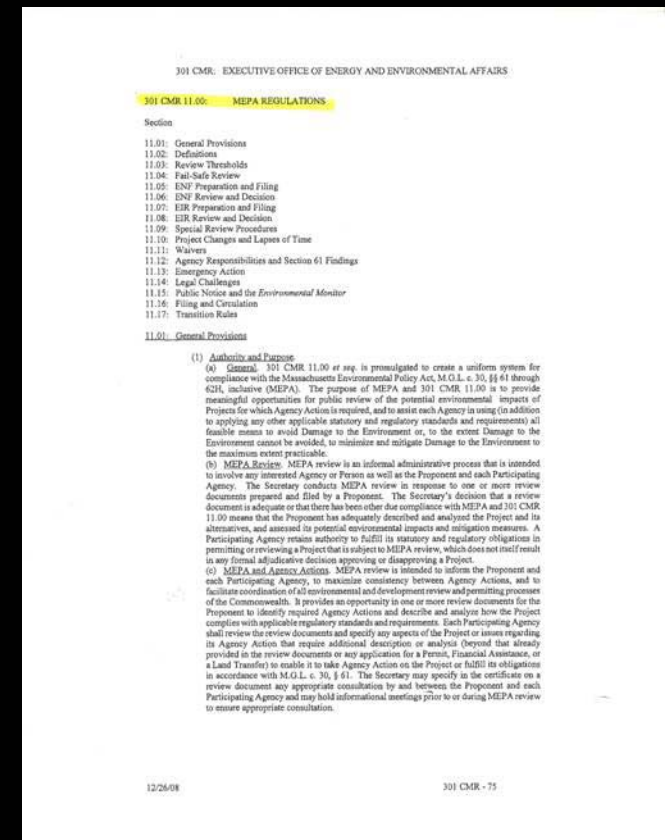 301 CMR: EXECUTIVE OFFICE OF ENERGY AND ENVIRONMENTAL AFFAIRS
301 CMR 11.00: MEPA REGULATIONS
Section
11.01: General Provisions
11.02: Definitions
11.03: Review Thresholds
11.04: Fail-Safe Review
11.05: ENF Preparation and Filing
11.06: ENF Review and Decision
11.07: EIR Preparation and Filing
11.08: EIR Review and Decision
11.09: Special Review Procedures
11.10: Project Changes and Lapses of Time
11.11: Waivers
11.12: Agency Responsibilities and Section 61 Findings
11.13: Emergency Action
11.14: Legal Challenges
11.15: Public Notice and the Environmental Monitor
11.16: Filing and Circulation
11.17: Transition Rules
11.01: General Provisions
(1) Authority and Purpose.
(a) General. 301 CMR 11.00 et seq. is promulgated to create a uniform system for
compliance with the Massachusetts Environmental Policy Act, M.G.L. c. 30, §§ 61 through
62H, inclusive (MEPA). The purpose of MEPA and 301 CMR 11.00 is to provide
meaningful opportunities for public review of the potential environmental impacts of
Projects for which Agency Action is required, and to assist each Agency in using (in addition
to applying any other applicable statutory and regulatory standards and requirements) all
feasible means to avoid Damage to the Environment or, to the extent Damage to the
Environment cannot be avoided, to minimize and mitigate Damage to the Environment to
the maximum extent practicable.
(b) MEPA Review. MEPA review is an informal administrative process that is intended
to involve any interested Agency or Person as well as the Proponent and each Participating
Agency. The Secretary conducts MEPA review in response to one or more review
documents prepared and filed by a Proponent. The Secretary's decision that a review
document is adequate or that there has been other due compliance with MEPA and 301 CMR
11.00 means that the Proponent has adequately described and analyzed the Project and its
alternatives, and assessed its potential environmental impacts and mitigation measures. A
Participating Agency retains authority to fulfill its statutory and regulatory obligations in
permitting or reviewing a Project that is subject to MEPA review, which does not itself result
in any formal adjudicative decision approving or disapproving a Project.
(c) MEPA and Agency Actions. MEPA review is intended to inform the Proponent and
each Participating Agency, to maximize consistency between Agency Actions, and to
facilitate coordination of all environmental and development review and permitting processes
of the Commonwealth. It provides an opportunity in one or more review documents for the
Proponent to identify required Agency Actions and describe and analyze how the Project
complies with applicable regulatory standards and requirements. Each Participating Agency
shall review the review documents and specify any aspects of the Project or issues regarding
its Agency Action that require additional description or analysis (beyond that already
provided in the review documents or any application for a Permit, Financial Assistance, or
a Land Transfer) to enable it to take Agency Action on the Project or fulfill its obligations
in accordance with M.G.L. c. 30, § 61. The Secretary may specify in the certificate on a
review document any appropriate consultation by and between the Proponent and each
Participating Agency and may hold informational meetings prior to or during MEPA review
to ensure appropriate consultation.
12/26/08 301 CMR - 75